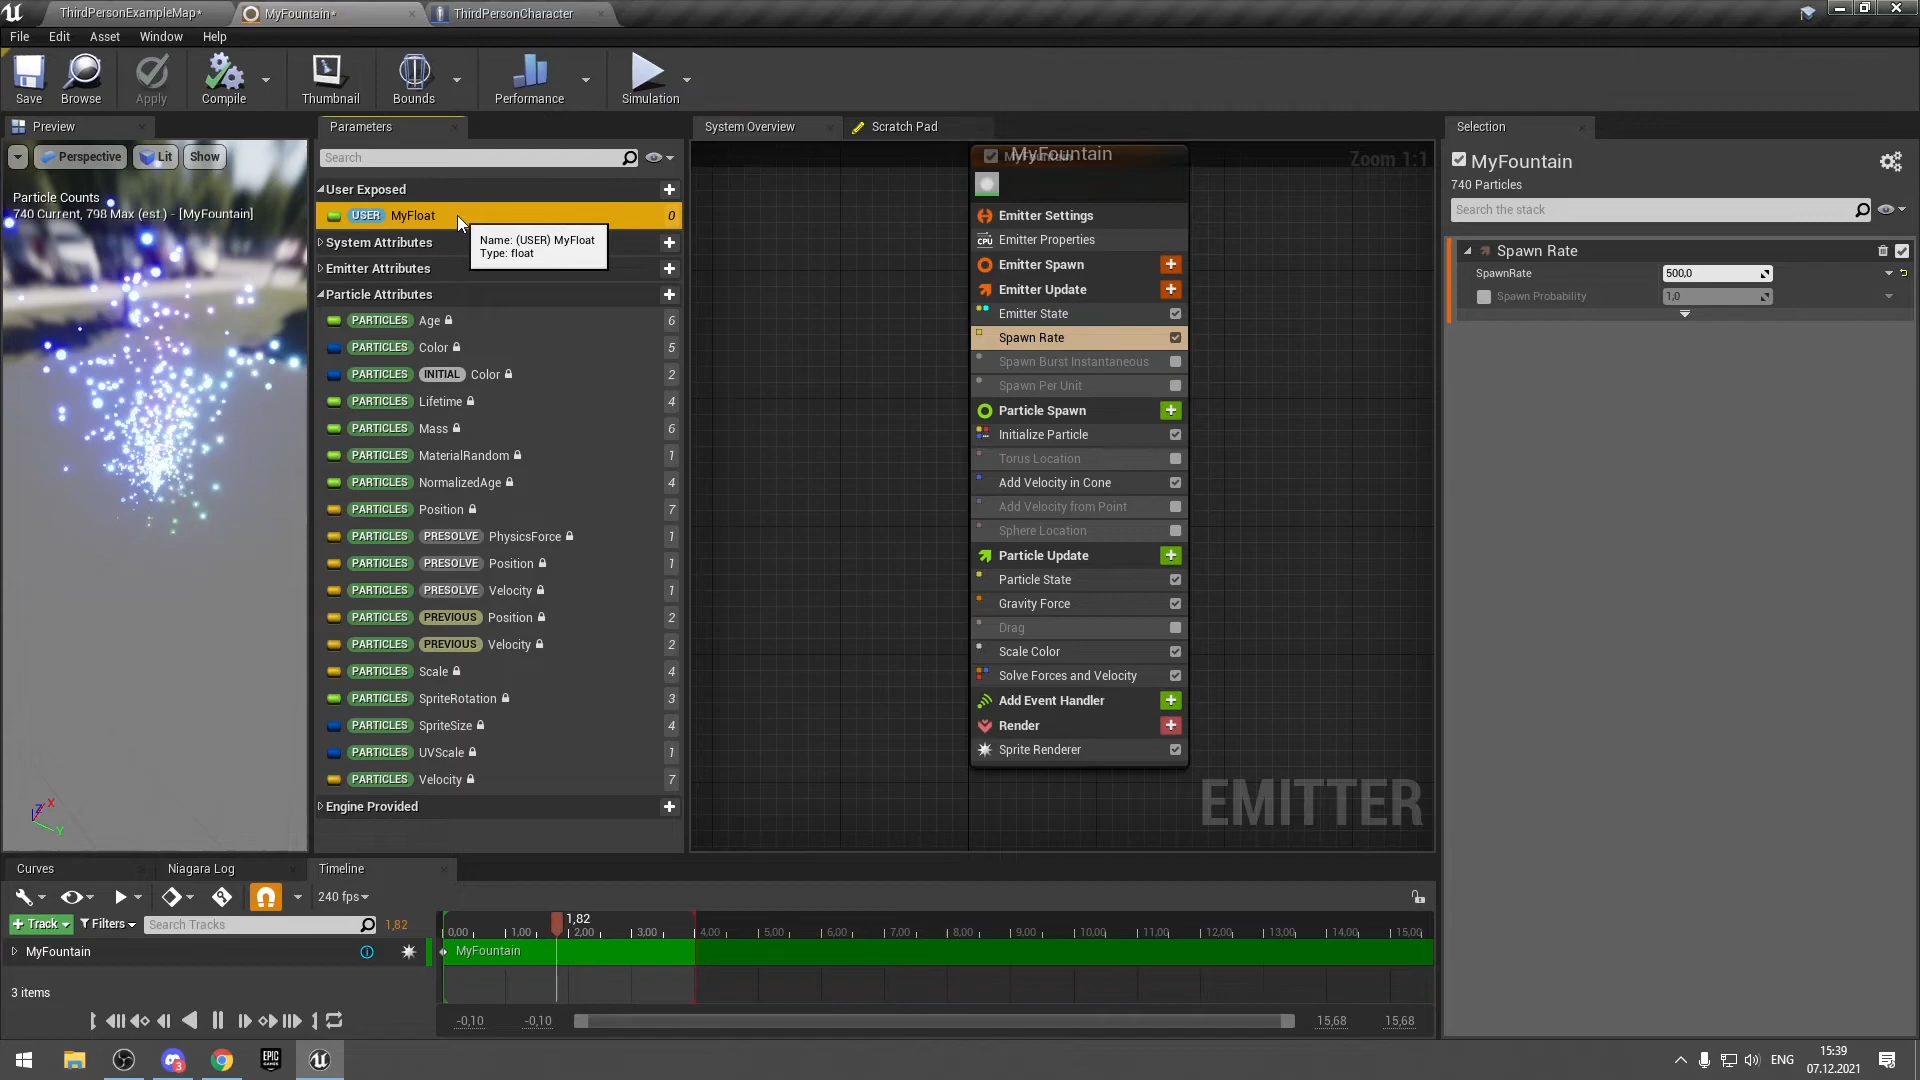 ThirdPersonExampleMap*
MyFountain*
ThirdPersonCharacter
File Edit Asset Window Help
Save Browse Apply Compile Thumbnail Bounds Performance Simulation
Preview
Perspective Lit Show
Particle Counts
740 Current, 798 Max (est.) - [MyFountain]
Z X
Y
Parameters
Search
User Exposed
USER MyFloat 0
Name: (USER) MyFloat
Type: float
System Attributes
Emitter Attributes
Particle Attributes
PARTICLES Age 6
PARTICLES Color 5
PARTICLES INITIAL Color 2
PARTICLES Lifetime 4
PARTICLES Mass 6
PARTICLES MaterialRandom 1
PARTICLES NormalizedAge 4
PARTICLES Position 7
PARTICLES PRESOLVE PhysicsForce 1
PARTICLES PRESOLVE Position 1
PARTICLES PRESOLVE Velocity 1
PARTICLES PREVIOUS Position 2
PARTICLES PREVIOUS Velocity 2
PARTICLES Scale 4
PARTICLES SpriteRotation 3
PARTICLES SpriteSize 4
PARTICLES UVScale 1
PARTICLES Velocity 7
Engine Provided
System Overview
Scratch Pad
Zoom 1:1
MyFountain
Emitter Settings
CPU Emitter Properties
Emitter Spawn
Emitter Update
Emitter State
Spawn Rate
Spawn Burst Instantaneous
Spawn Per Unit
Particle Spawn
Initialize Particle
Torus Location
Add Velocity in Cone
Add Velocity from Point
Sphere Location
Particle Update
Particle State
Gravity Force
Drag
Scale Color
Solve Forces and Velocity
Add Event Handler
Render
Sprite Renderer
EMITTER
Selection
MyFountain
740 Particles
Search the stack
Spawn Rate
SpawnRate 500,0
Spawn Probability 1,0
Curves Niagara Log Timeline
240 fps
+ Track Filters Search Tracks 1,82
1,82
0,00 1,00 2,00 3,00 4,00 5,00 6,00 7,00 8,00 9,00 10,00 11,00 12,00 13,00 14,00 15,00
MyFountain
MyFountain
3 items
-0,10 -0,10 15,68 15,68
3
EPIC GAMES
ENG
15:39
07.12.2021